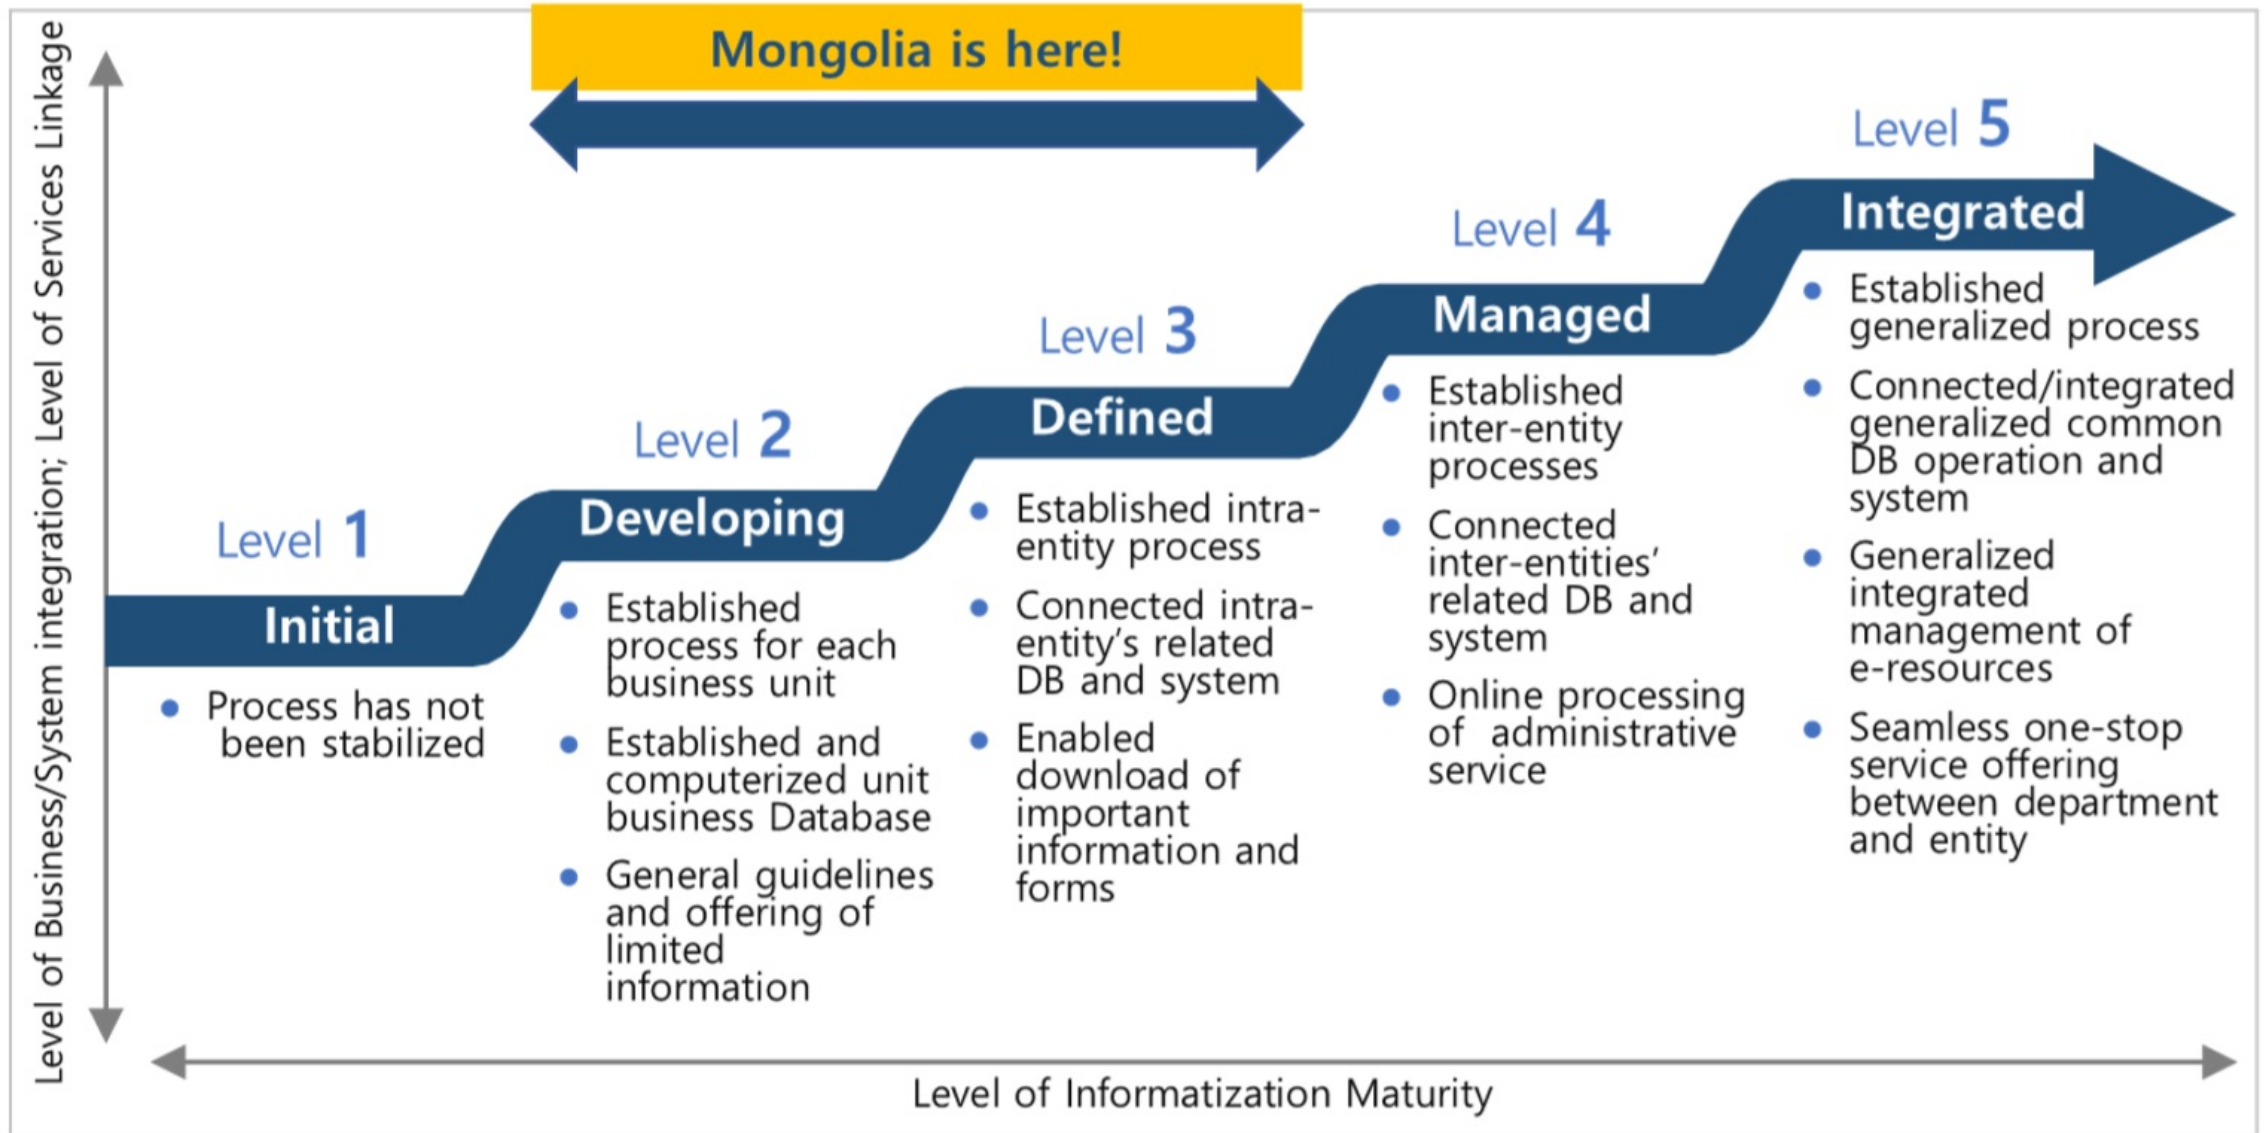 Mongolia is here!
Level of Business/System integration; Level of Services Linkage
Level 1
Initial
Process has not
been stabilized
Level 2
Developing
Established
process for each
business unit
Established and
computerized unit
business Database
General guidelines
and offering of
limited
information
Level 3
Defined
Established intra-
entity process
Connected intra-
entity's related
DB and system
Enabled
download of
important
information and
forms
Level 4
Managed
Established
inter-entity
processes
Connected
inter-entities'
related DB and
system
Online processing
of administrative
service
Level 5
Integrated
Established
generalized process
Connected/integrated
generalized common
DB operation and
system
Generalized
integrated
management of
e-resources
Seamless one-stop
service offering
between department
and entity
Level of Informatization Maturity